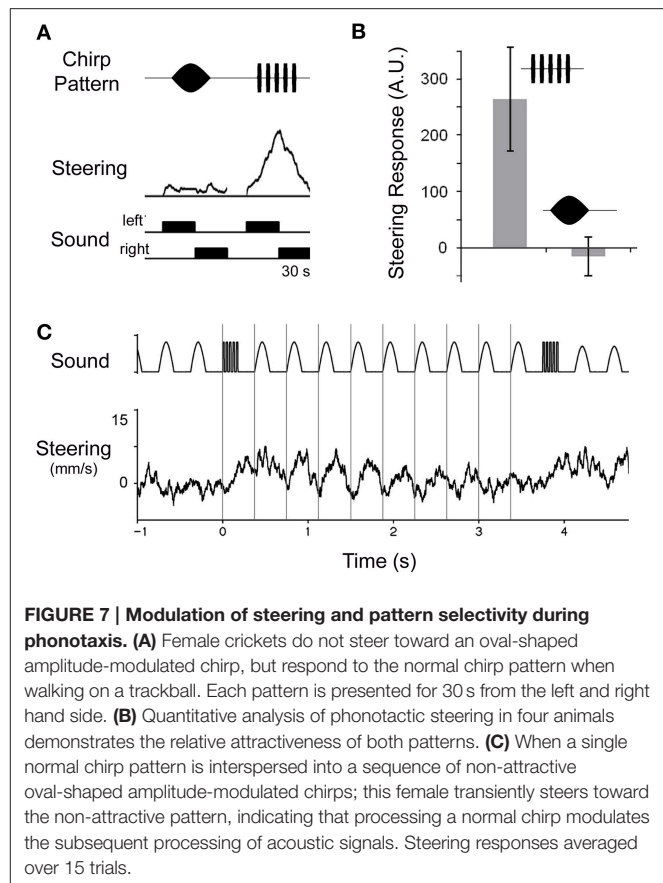 A
Chirp
Pattern
Steering
Sound
left
right
30 s
B
Steering Response (A.U.)
300
200
100
0
0
C
Sound
Steering
(mm/s)
15
0
-1
0
1
2
3
4
Time (s)
FIGURE 7 | Modulation of steering and pattern selectivity during
phonotaxis. (A) Female crickets do not steer toward an oval-shaped
amplitude-modulated chirp, but respond to the normal chirp pattern when
walking on a trackball. Each pattern is presented for 30 s from the left and right
hand side. (B) Quantitative analysis of phonotactic steering in four animals
demonstrates the relative attractiveness of both patterns. (C) When a single
normal chirp pattern is interspersed into a sequence of non-attractive
oval-shaped amplitude-modulated chirps; this female transiently steers toward
the non-attractive pattern, indicating that processing a normal chirp modulates
the subsequent processing of acoustic signals. Steering responses averaged
over 15 trials.